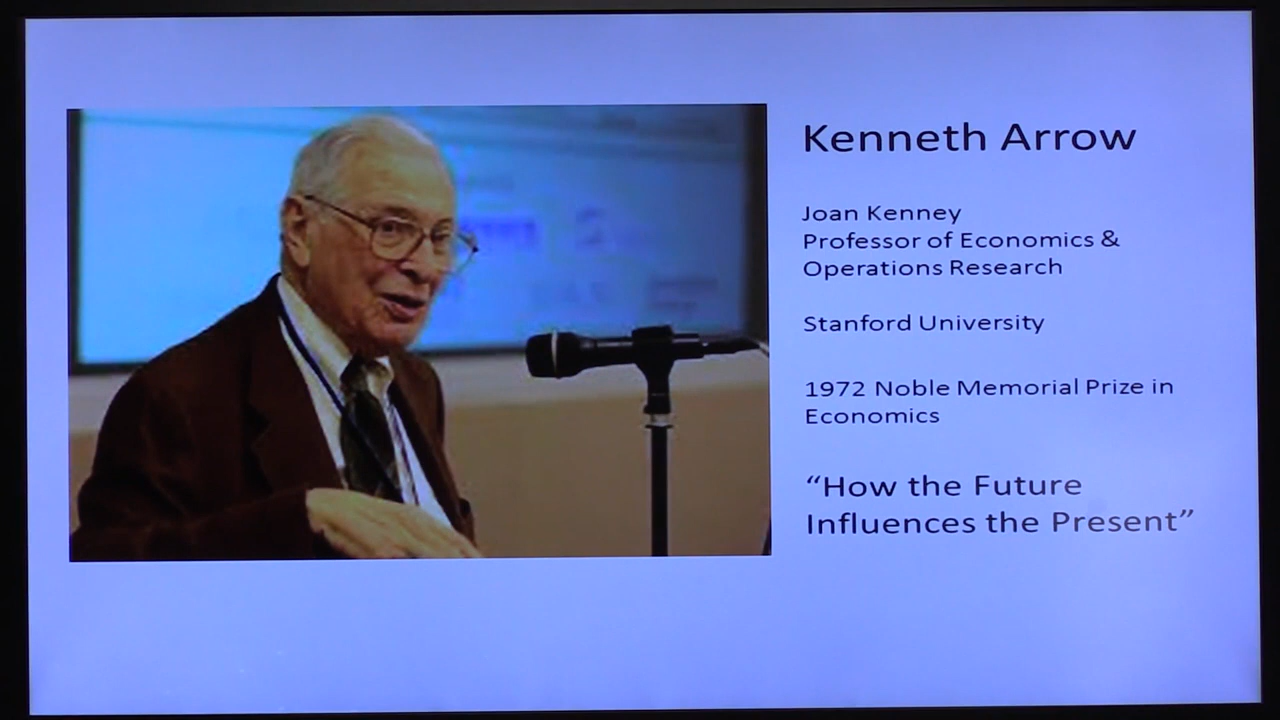 Kenneth Arrow
Joan Kenney
Professor of Economics &
Operations Research
Stanford University
1972 Noble Memorial Prize in
Economics
“How the Future
Influences the Present”